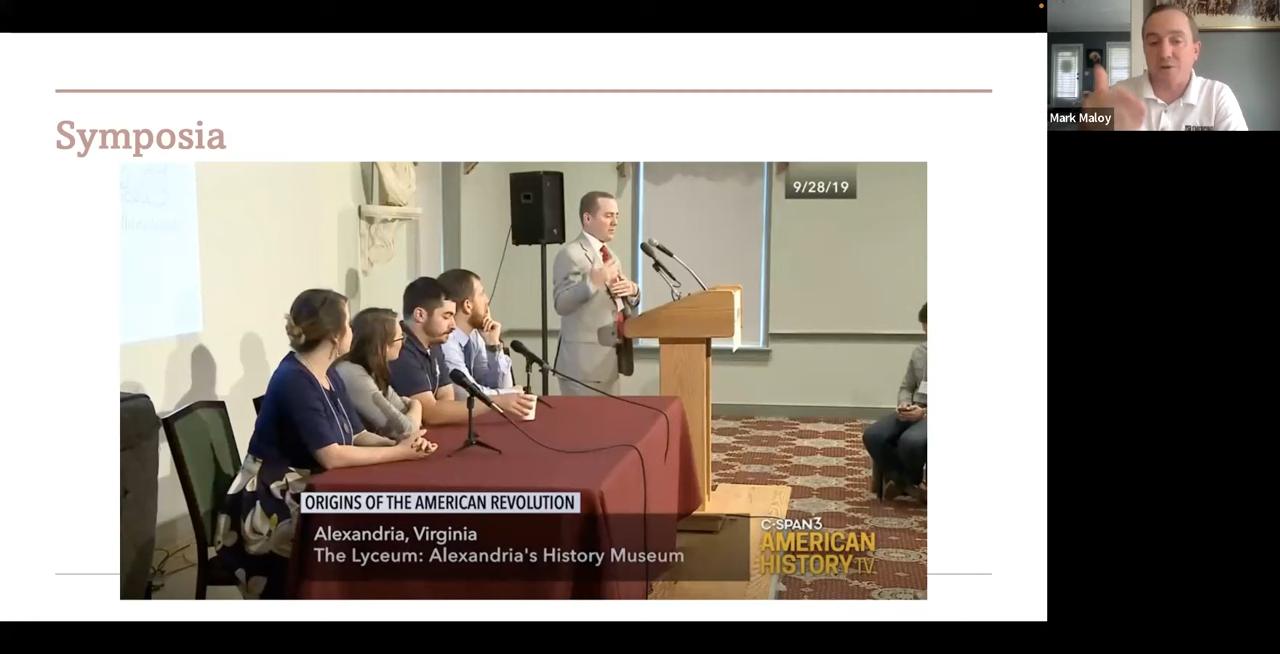 Symposia
9/28/19
Mark Maloy
ORIGINS OF THE AMERICAN REVOLUTION
Alexandria, Virginia
The Lyceum: Alexandria's History Museum
C-SPAN3
AMERICAN
HISTORY TV